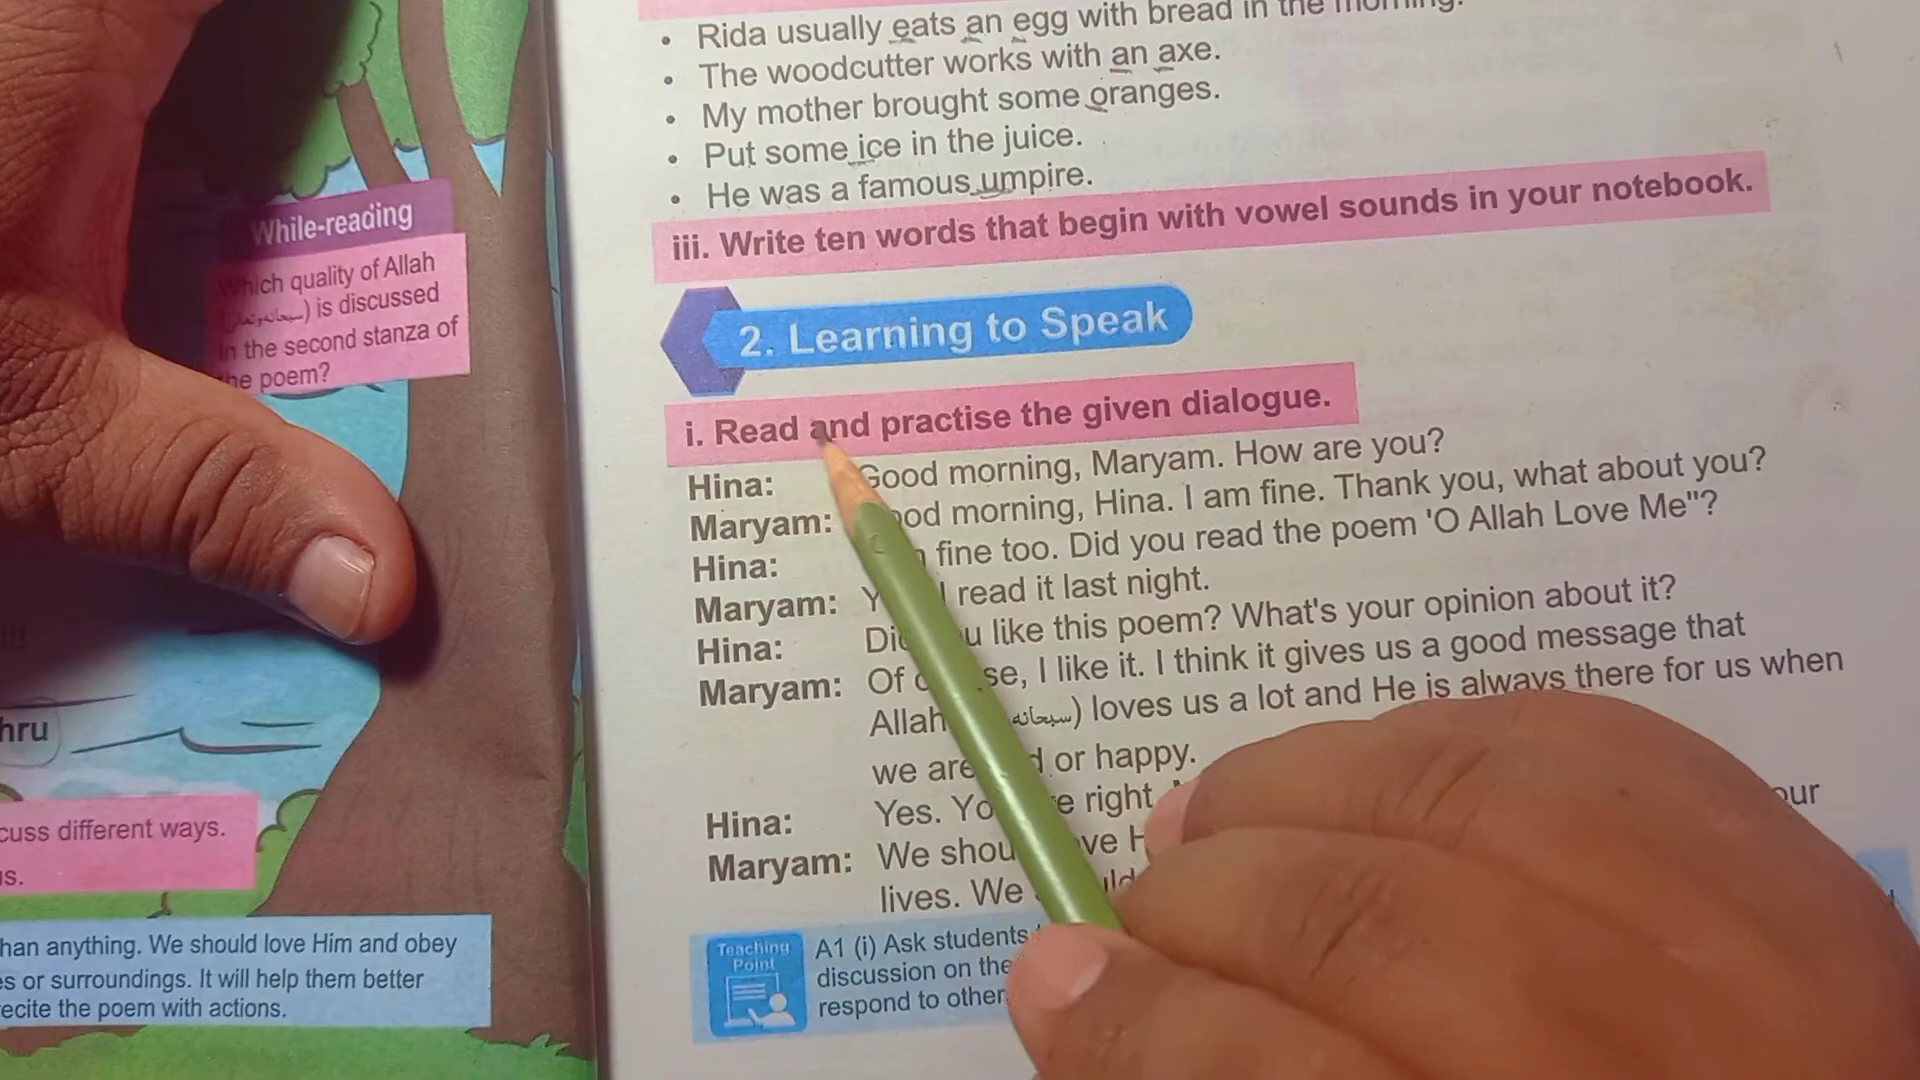 While-reading
Which quality of Allah
(سبحانہ وتعالیٰ) is discussed
in the second stanza of
the poem?
hru
cuss different ways.
s.
han anything. We should love Him and obey
es or surroundings. It will help them better
ecite the poem with actions.
• Rida usually eats an egg with bread in the morning.
• The woodcutter works with an axe.
• My mother brought some oranges.
• Put some ice in the juice.
• He was a famous umpire.
iii. Write ten words that begin with vowel sounds in your notebook.
2. Learning to Speak
i. Read and practise the given dialogue.
Hina: Good morning, Maryam. How are you?
Maryam: ood morning, Hina. I am fine. Thank you, what about you?
Hina: fine too. Did you read the poem 'O Allah Love Me"?
Maryam: Y I read it last night.
Hina: Did you like this poem? What's your opinion about it?
Maryam: Of course, I like it. I think it gives us a good message that
Allah سبحانه) loves us a lot and He is always there for us when
we are or happy.
Hina: Yes. You are right. our
Maryam: We should ve H
lives. We
Teaching
Point
A1 (i) Ask students
discussion on the
respond to other